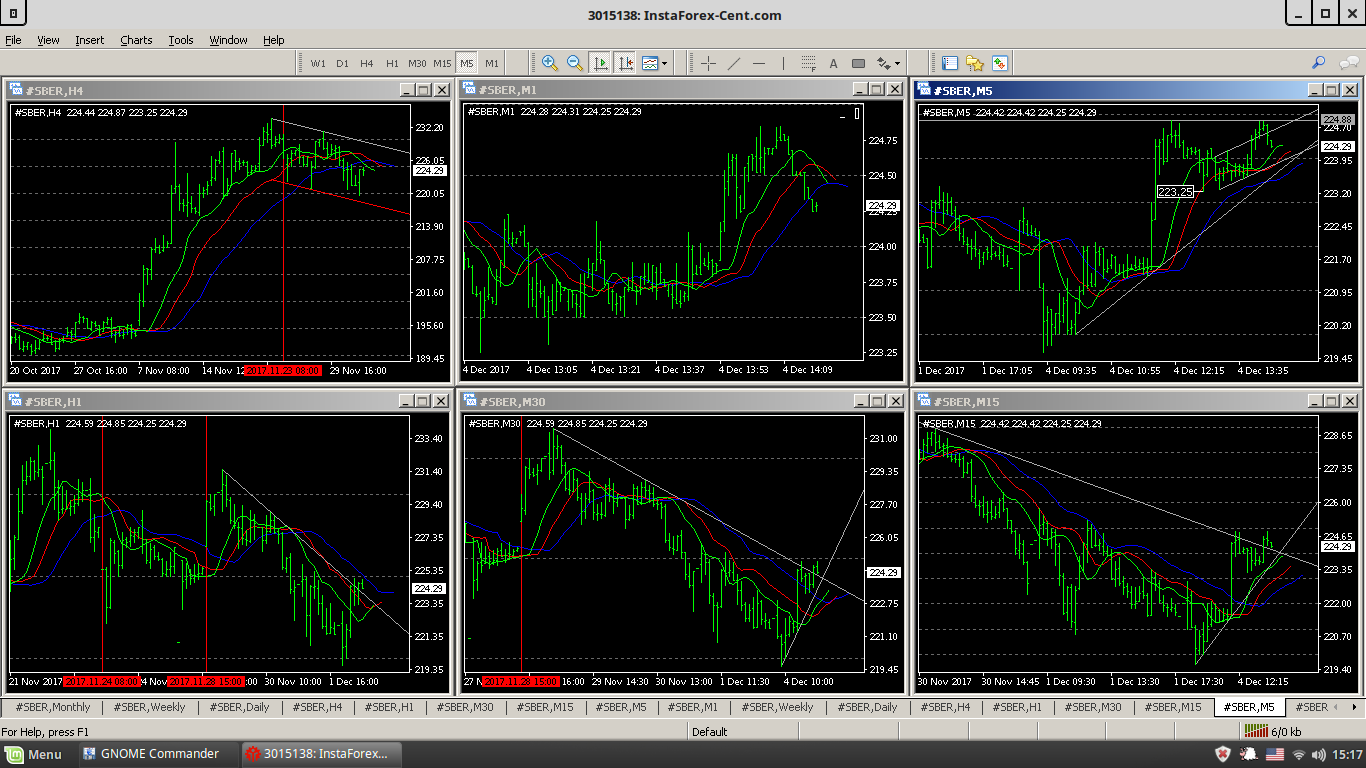 3015138: InstaForex-Cent.com
File View Insert Charts Tools Window Help
W1 D1 H4 H1 M30 M15 M5 M1 A
#SBER,H4
#SBER,H4 224.44 224.87 223.25 224.29
232.20
226.05
224.29
220.05
213.90
207.75
201.60
195.60
189.45
20 Oct 2017 27 Oct 16:00 7 Nov 08:00 14 Nov 12 2017.11.23 08:00 29 Nov 16:00
#SBER,M1
#SBER,M1 224.28 224.31 224.25 224.29
224.75
224.50
224.29
224.25
224.00
223.75
223.50
223.25
4 Dec 2017 4 Dec 13:05 4 Dec 13:21 4 Dec 13:37 4 Dec 13:53 4 Dec 14:09
#SBER,M5
#SBER,M5 224.42 224.42 224.25 224.29
224.88
224.70
224.29
223.95
223.25
223.20
222.45
221.70
220.95
220.20
219.45
1 Dec 2017 1 Dec 17:05 4 Dec 09:35 4 Dec 10:55 4 Dec 12:15 4 Dec 13:35
#SBER,H1
#SBER,H1 224.59 224.85 224.25 224.29
233.40
231.40
229.40
227.35
225.35
224.29
223.35
221.35
219.35
21 Nov 2017 2017.11.24 08:00 4 Nov 2017.11.28 15:00 :00 30 Nov 10:00 1 Dec 16:00
#SBER,M30
#SBER,M30 224.59 224.85 224.25 224.29
231.00
229.35
227.70
226.05
224.29
222.75
221.10
219.45
27 N 2017.11.28 15:00 16:00 29 Nov 14:30 30 Nov 13:00 1 Dec 11:30 4 Dec 10:00
#SBER,M15
#SBER,M15 224.42 224.42 224.25 224.29
228.65
227.35
226.00
224.65
224.29
223.35
222.00
220.70
219.40
30 Nov 2017 30 Nov 14:45 1 Dec 09:30 1 Dec 13:30 1 Dec 17:30 4 Dec 12:15
#SBER,Monthly #SBER,Weekly #SBER,Daily #SBER,H4 #SBER,H1 #SBER,M30 #SBER,M15 #SBER,M5 #SBER,M1 #SBER,Weekly #SBER,Daily #SBER,H4 #SBER,H1 #SBER,M30 #SBER,M15 #SBER,M5 #SBER
For Help, press F1 Default 6/0 kb
Menu GNOME Commander 3015138: InstaForex... 15:17